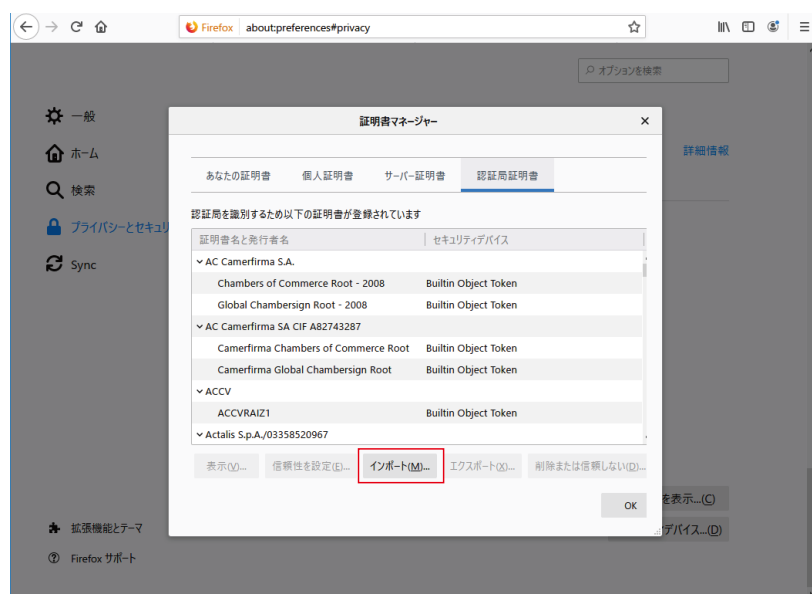 Firefox about:preferences#privacy
オプションを検索
一般
ホーム
検索
プライバシーとセキュリ
Sync
拡張機能とテーマ
Firefox サポート
詳細情報
証明書マネージャー
あなたの証明書 個人証明書 サーバー証明書 認証局証明書
認証局を識別するため以下の証明書が登録されています
証明書名と発行者名 セキュリティデバイス
AC Camerfirma S.A.
Chambers of Commerce Root - 2008 Builtin Object Token
Global Chambersign Root - 2008 Builtin Object Token
AC Camerfirma SA CIF A82743287
Camerfirma Chambers of Commerce Root Builtin Object Token
Camerfirma Global Chambersign Root Builtin Object Token
ACCV
ACCVRAIZ1 Builtin Object Token
Actalis S.p.A./03358520967
表示(V)... 信頼性を設定(E)... インポート(M)... エクスポート(X)... 削除または信頼しない(D)...
OK
を表示...(C)
デバイス...(D)